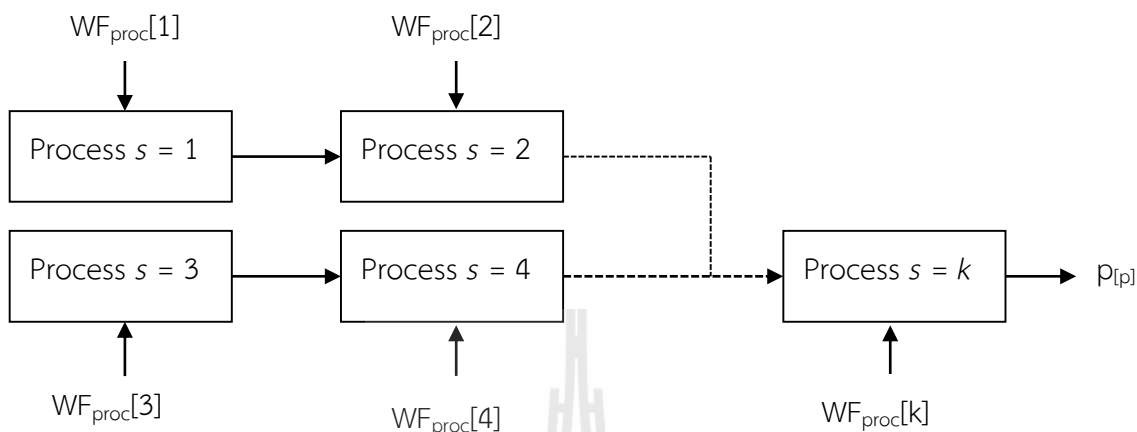 WFproc[1]
WFproc[2]
Process s = 1
Process s = 2
Process s = 3
Process s = 4
Process s = k
p[p]
WFproc[3]
WFproc[4]
WFproc[k]